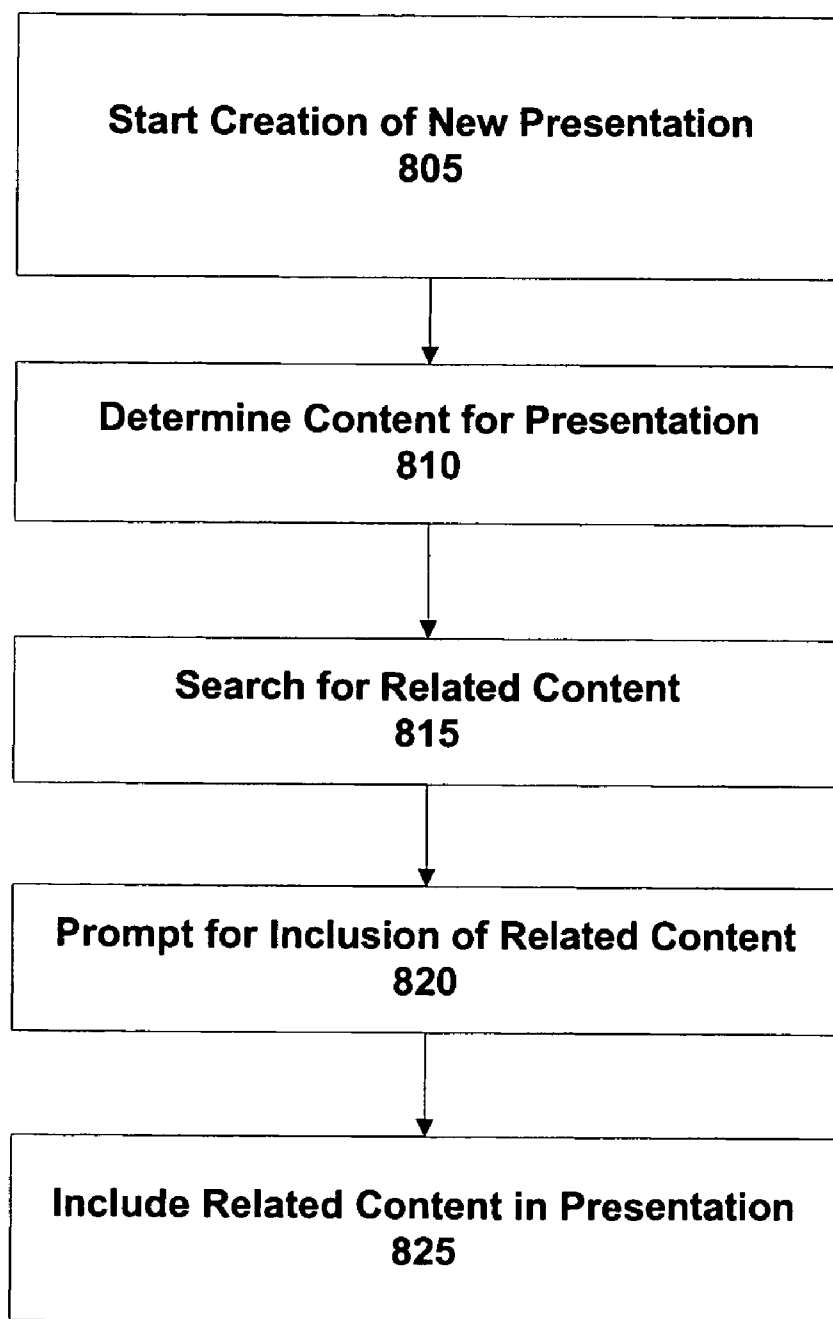 Start Creation of New Presentation
805
Determine Content for Presentation
810
Search for Related Content
815
Prompt for Inclusion of Related Content
820
Include Related Content in Presentation
825